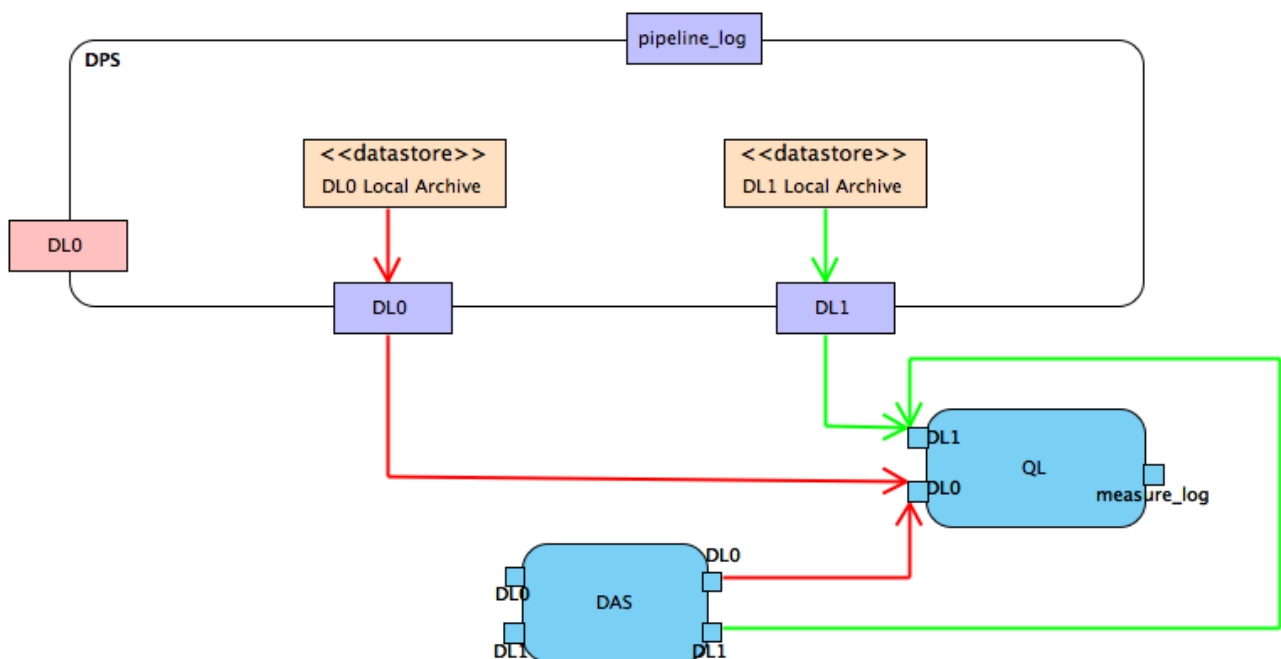 pipeline_log
DPS
<<datastore>>
DL0 Local Archive
<<datastore>>
DL1 Local Archive
DL0
DL0
DL1
DL1
QL
DL0
measure_log
DL0
DL0
DAS
DL1
DL1